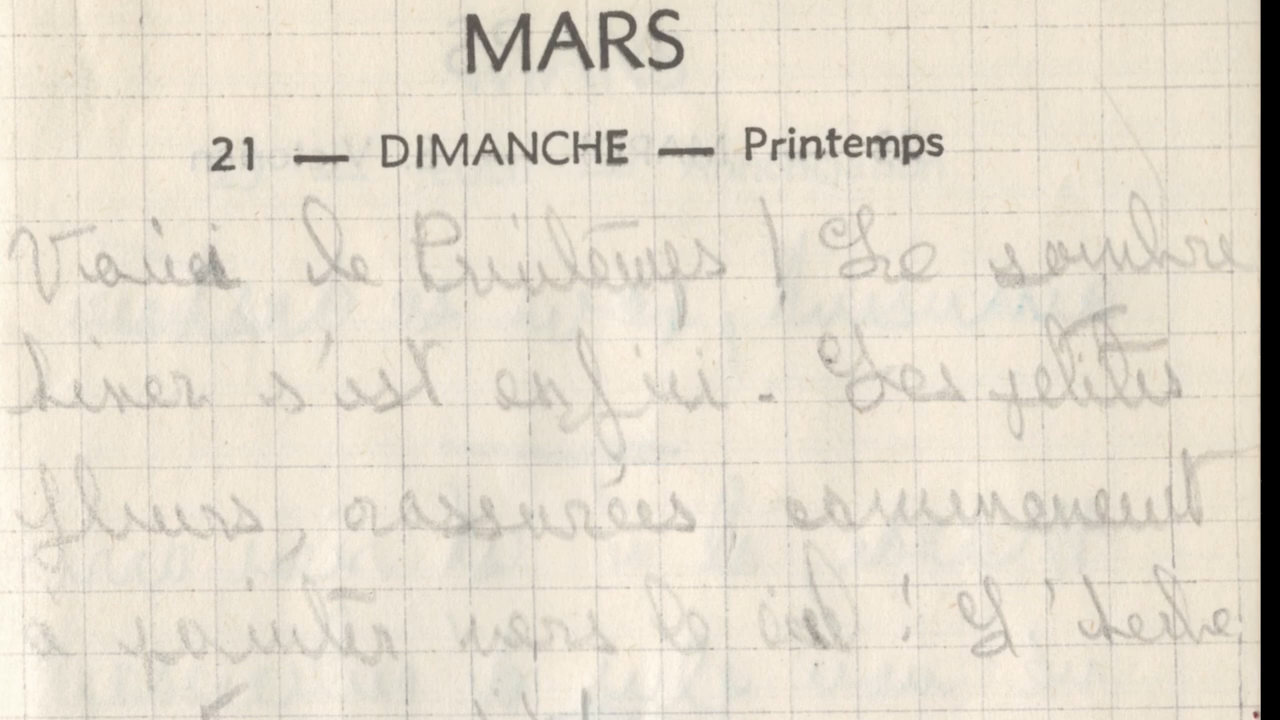 MARS
21 — DIMANCHE — Printemps
Voici le Printemps ! Le sombre
hiver s'est enfui. Les petites
fleurs, rassurées, commencent
à pointer vers le ciel ! L'herbe